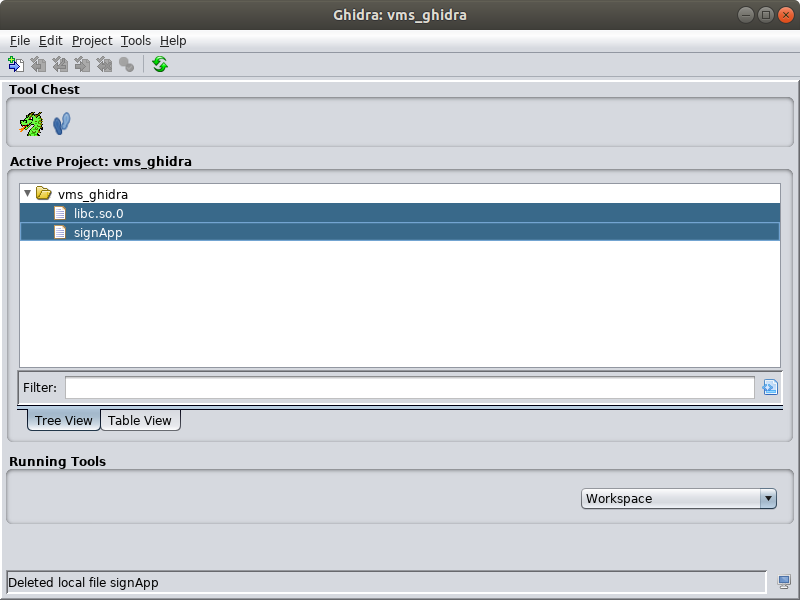 Ghidra: vms_ghidra
File Edit Project Tools Help
Tool Chest
Active Project: vms_ghidra
vms_ghidra
libc.so.0
signApp
Filter:
Tree View Table View
Running Tools
Workspace
Deleted local file signApp